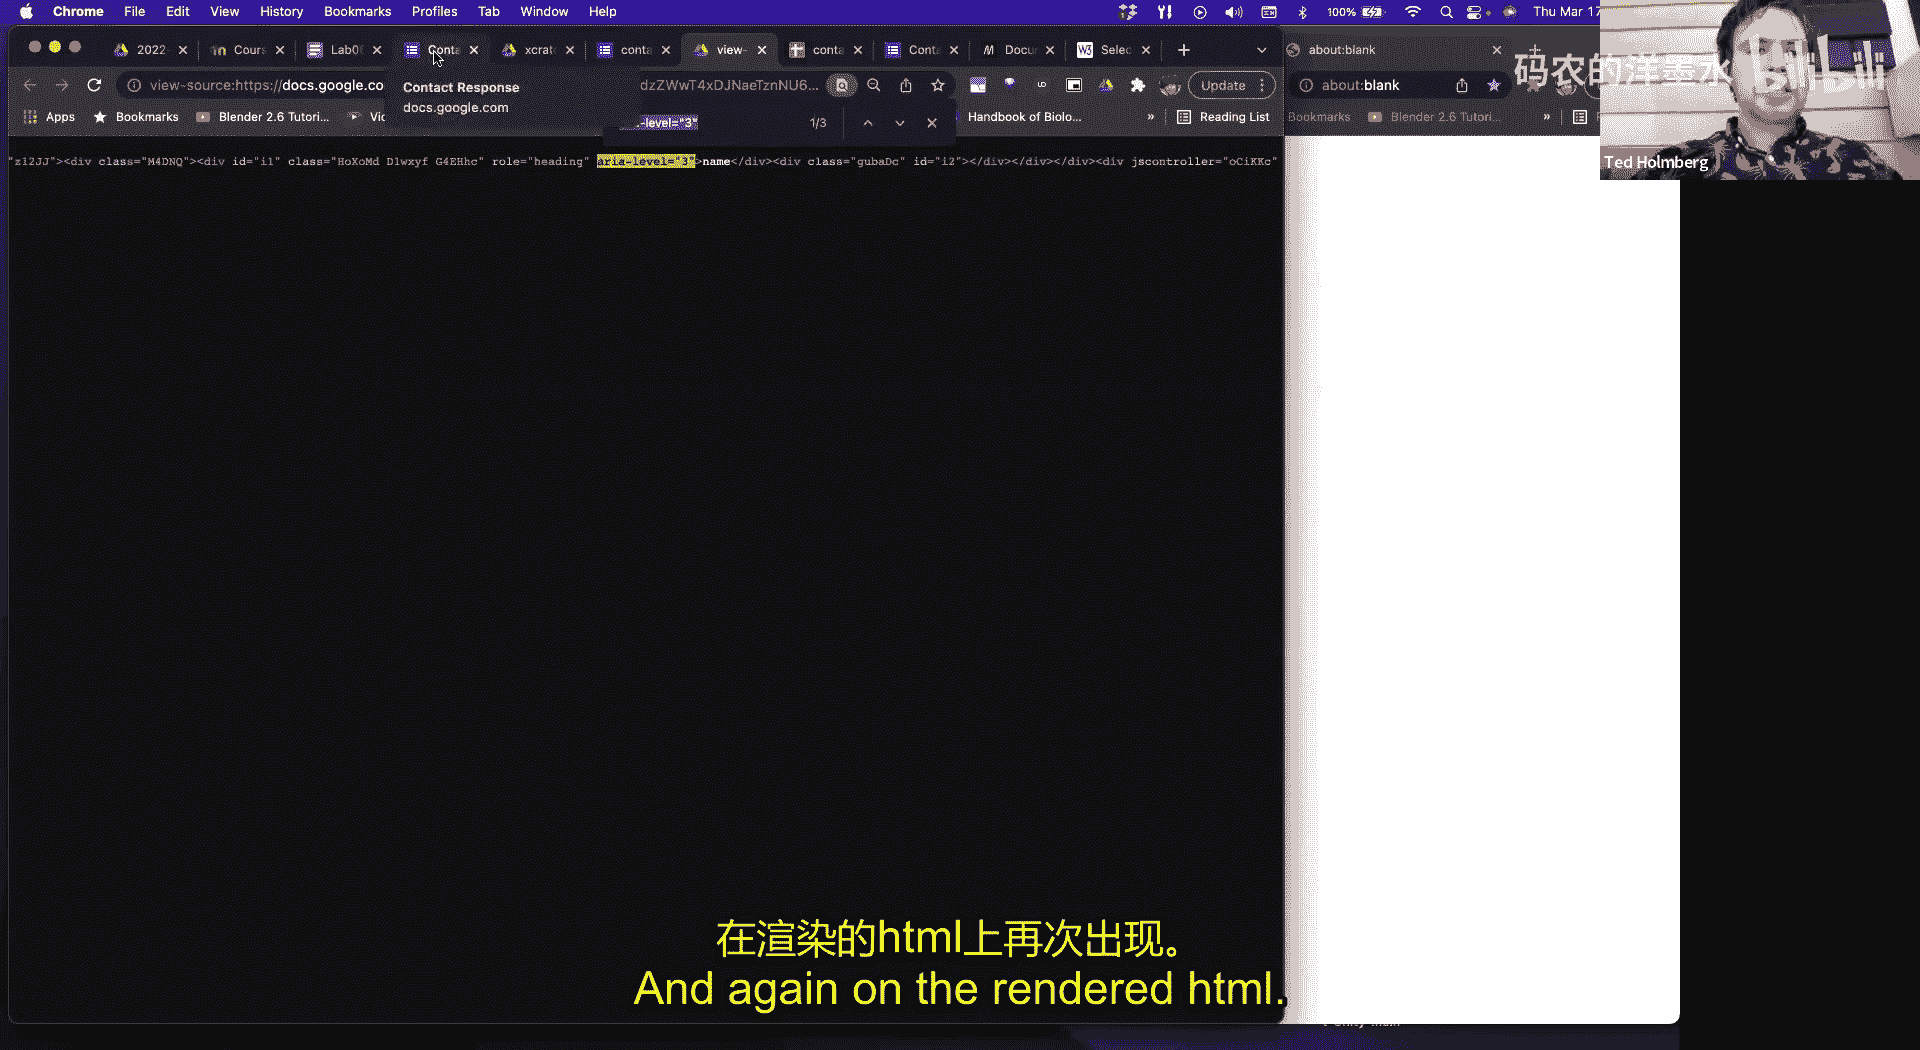 Chrome File Edit View History Bookmarks Profiles Tab Window Help 100% Thu Mar 17
2022- Cours Lab0 Conta xcrat conta view- conta Conta Docur Selec about:blank
view-source:https://docs.google.co dzZWwT4xDJNaeTznNU6... Update about:blank
Contact Response
docs.google.com
Apps Bookmarks Blender 2.6 Tutori... Vic -level="3" 1/3 Handbook of Biolo... » Reading List Bookmarks Blender 2.6 Tutori... »
"z12JJ"><div class="M4DNQ"><div id="i1" class="HoXoMd D1wxyf G4EHhc" role="heading" aria-level="3">name</div><div class="gubaDc" id="i2"></div></div></div><div jscontroller="oCiKKc"
码农的洋墨水 bilibili
Ted Holmberg
在渲染的html上再次出现。
And again on the rendered html.